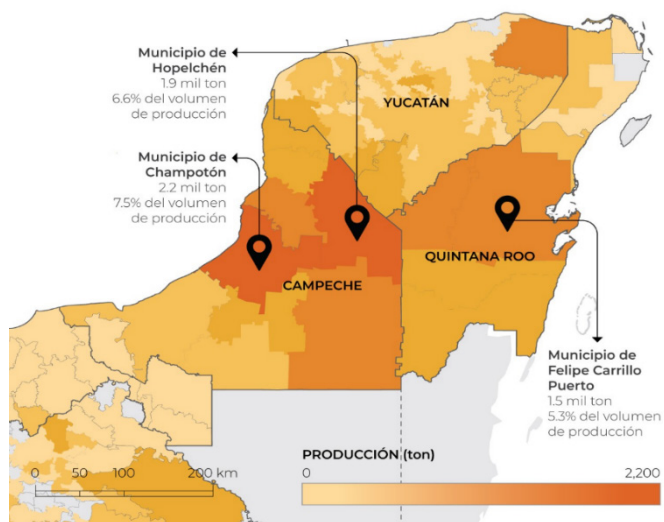 Municipio de
Hopelchén
1.9 mil ton
6.6% del volumen
de producción
YUCATÁN
Municipio de
Champotón
2.2 mil ton
7.5% del volumen
de producción
QUINTANA ROO
CAMPECHE
Municipio de
Felipe Carrillo
Puerto
1.5 mil ton
5.3% del volumen
de producción
PRODUCCIÓN (ton)
0 2,200
0 50 100 200 km